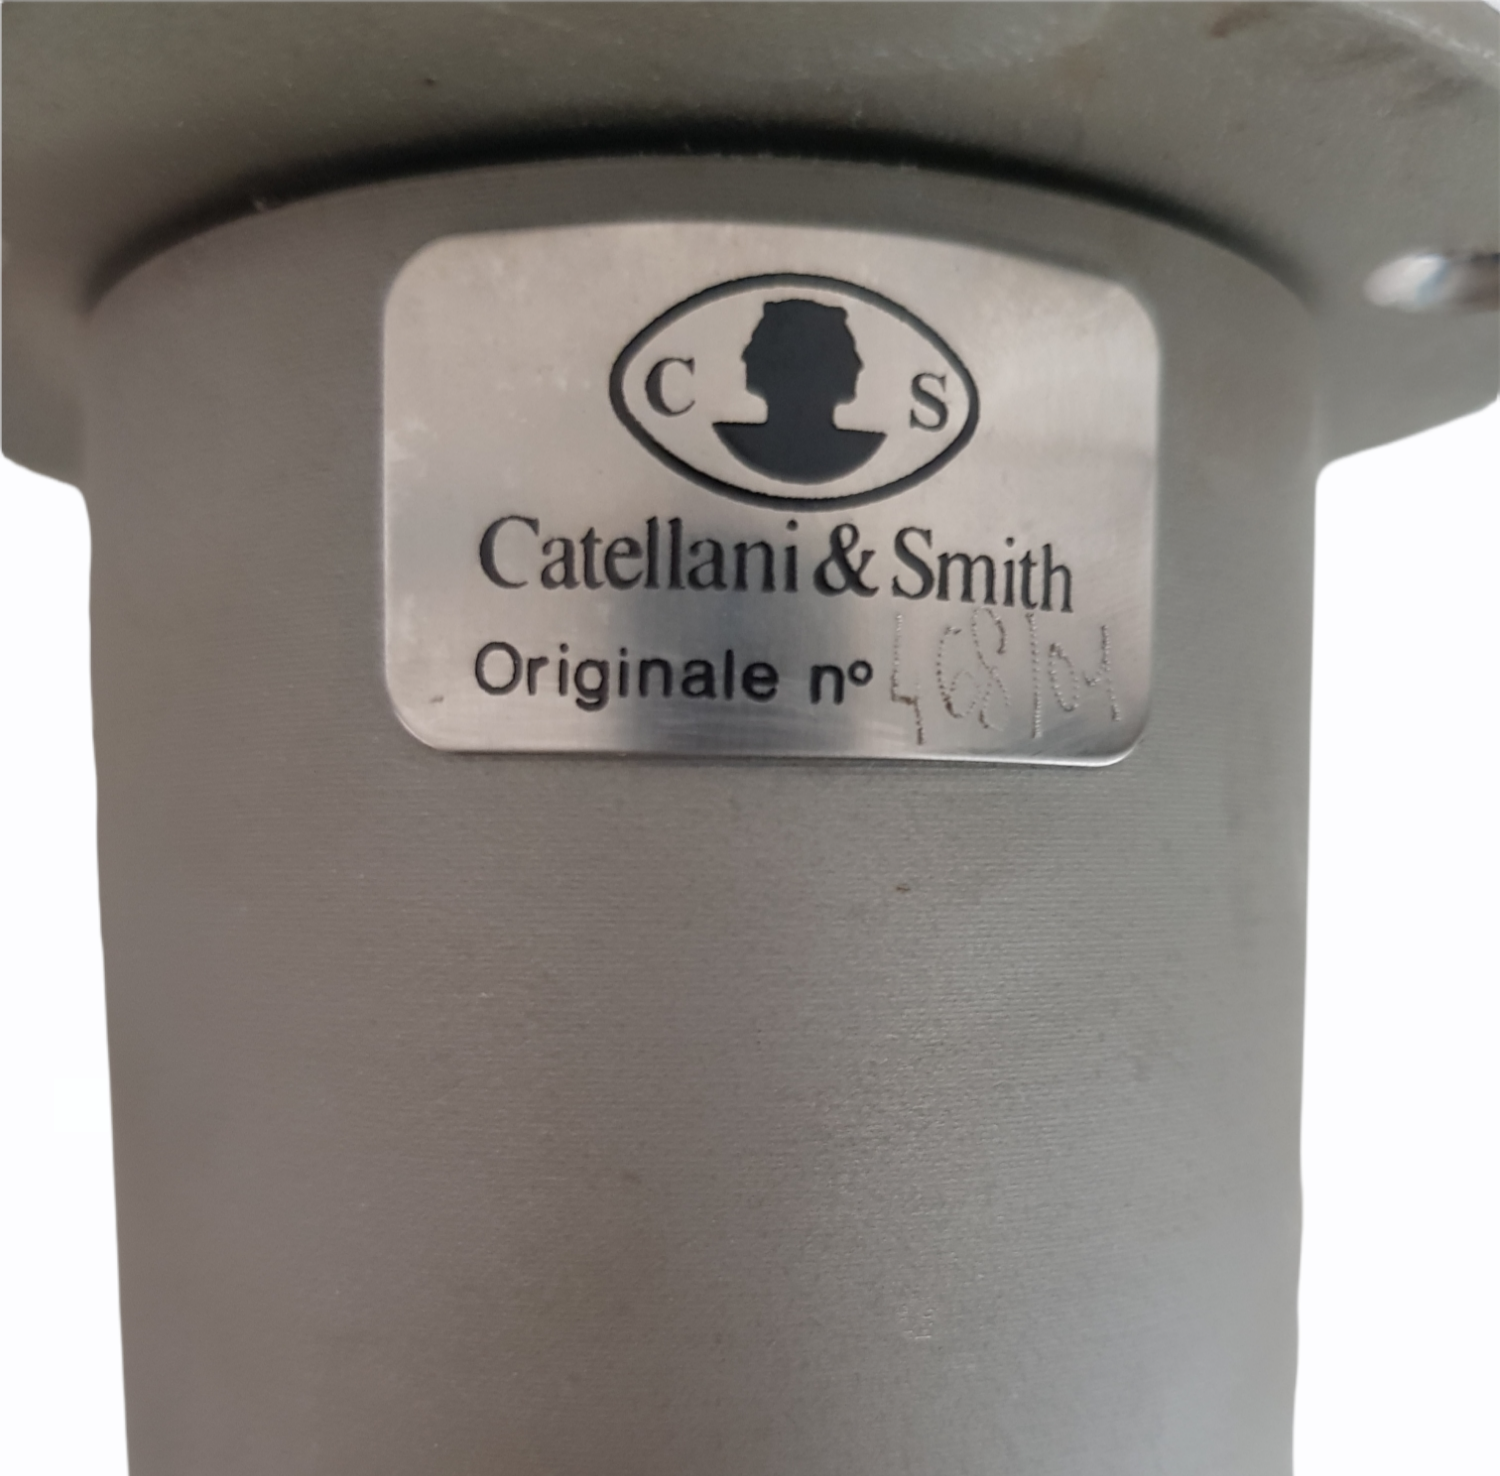 C S
Catellani & Smith
Originale nº 468/04